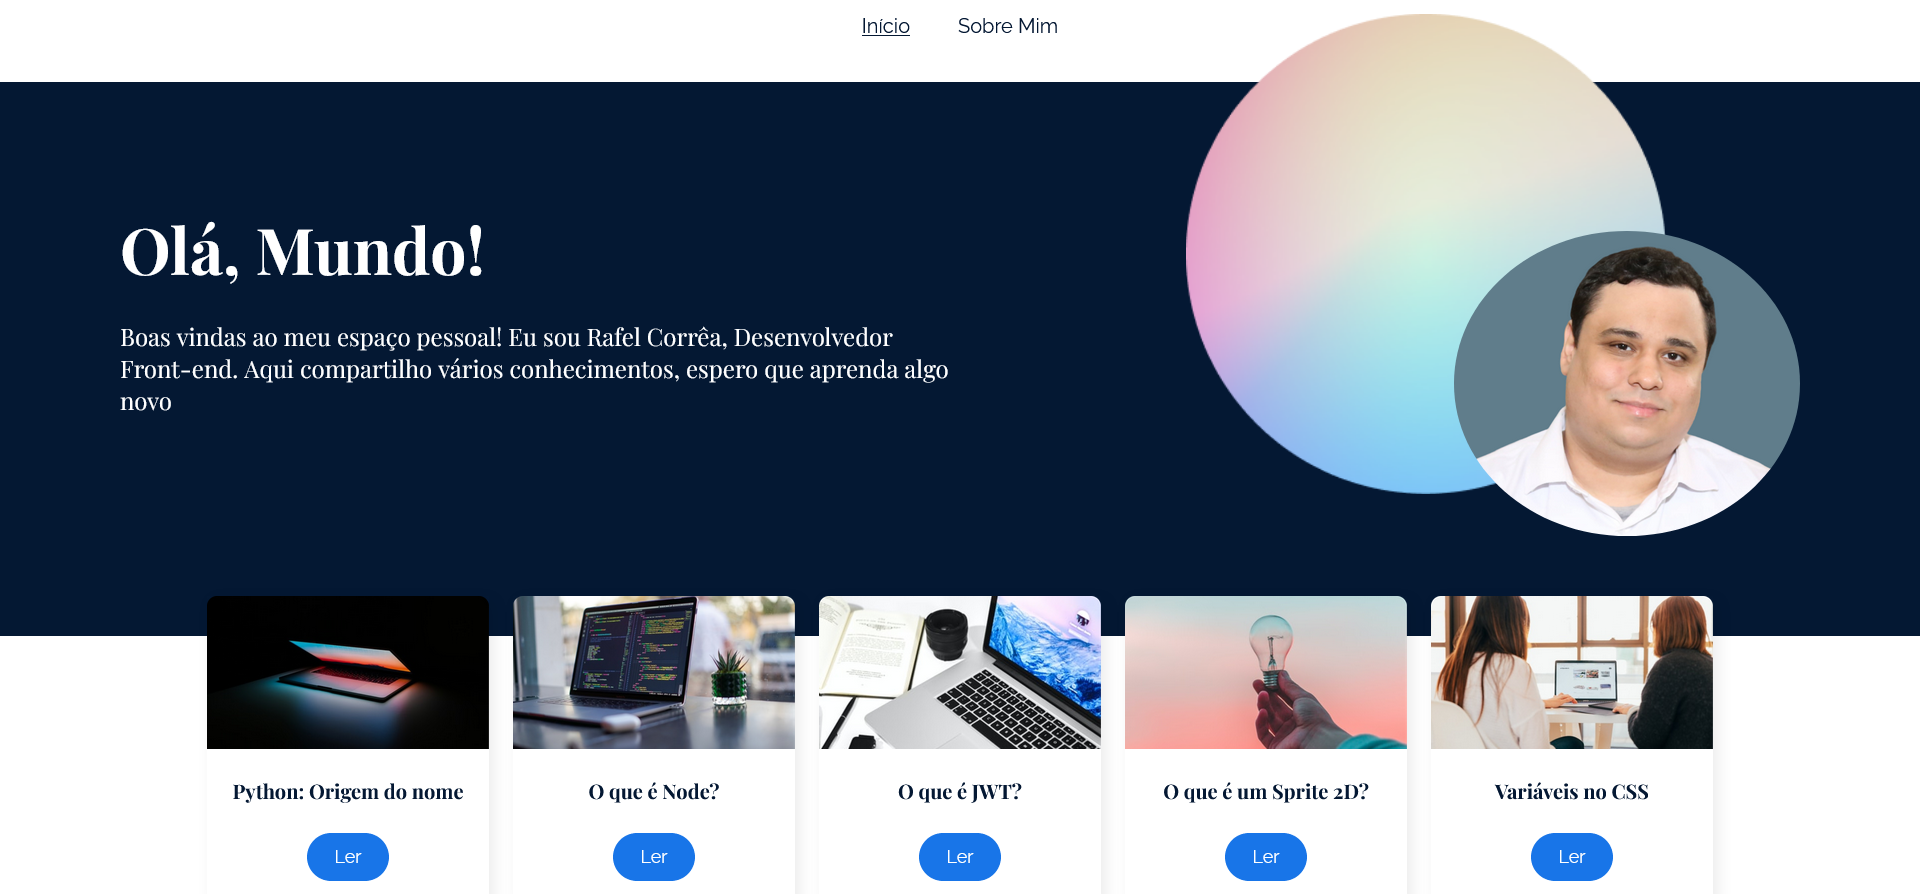 Início Sobre Mim
Olá, Mundo!
Boas vindas ao meu espaço pessoal! Eu sou Rafel Corrêa, Desenvolvedor
Front-end. Aqui compartilho vários conhecimentos, espero que aprenda algo
novo
Python: Origem do nome
Ler
O que é Node?
Ler
O que é JWT?
Ler
O que é um Sprite 2D?
Ler
Variáveis no CSS
Ler